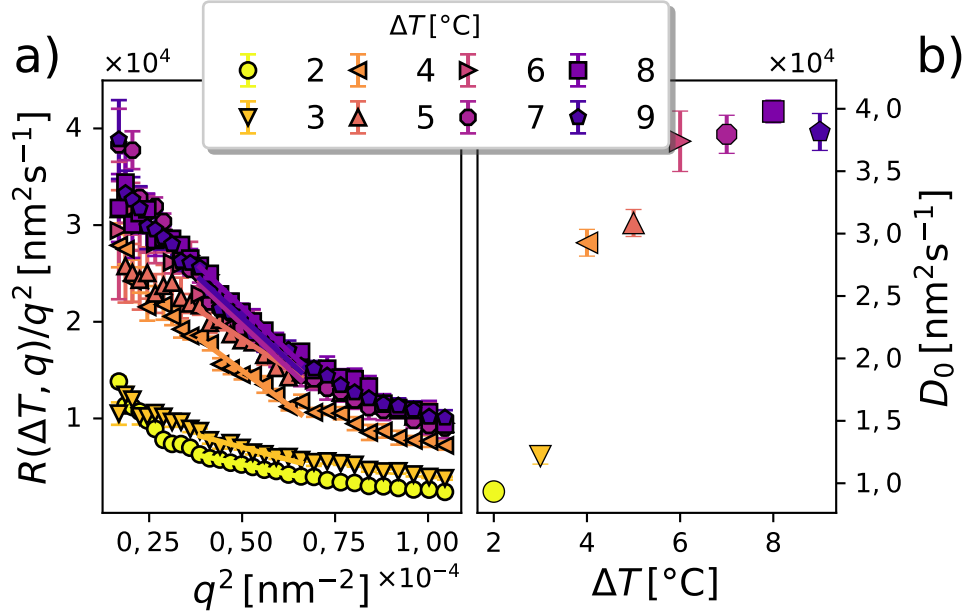 a)
×10⁴
ΔT [°C]
2 4 6 8
3 5 7 9
×10⁴
b)
R(ΔT, q)/q² [nm²s⁻¹]
4
3
2
1
0,25 0,50 0,75 1,00
q² [nm⁻²]
×10⁻⁴
4,0
3,5
3,0
2,5
2,0
1,5
1,0
D₀ [nm²s⁻¹]
2 4 6 8
ΔT [°C]